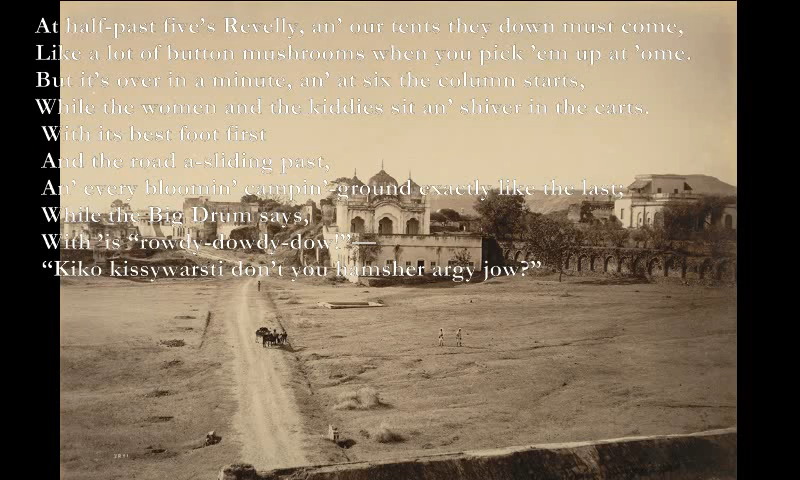 At half-past five’s Revelly, an’ our tents they down must come,
Like a lot of button mushrooms when you pick ’em up at ’ome.
But it’s over in a minute, an’ at six the column starts,
While the women and the kiddies sit an’ shiver in the carts.
With its best foot first
And the road a-sliding past,
An’ every bloomin’ campin’-ground exactly like the last;
While the Big Drum says,
With ’is “rowdy-dowdy-dow!”—
“Kiko kissywarsti don’t you hamsher argy jow?”